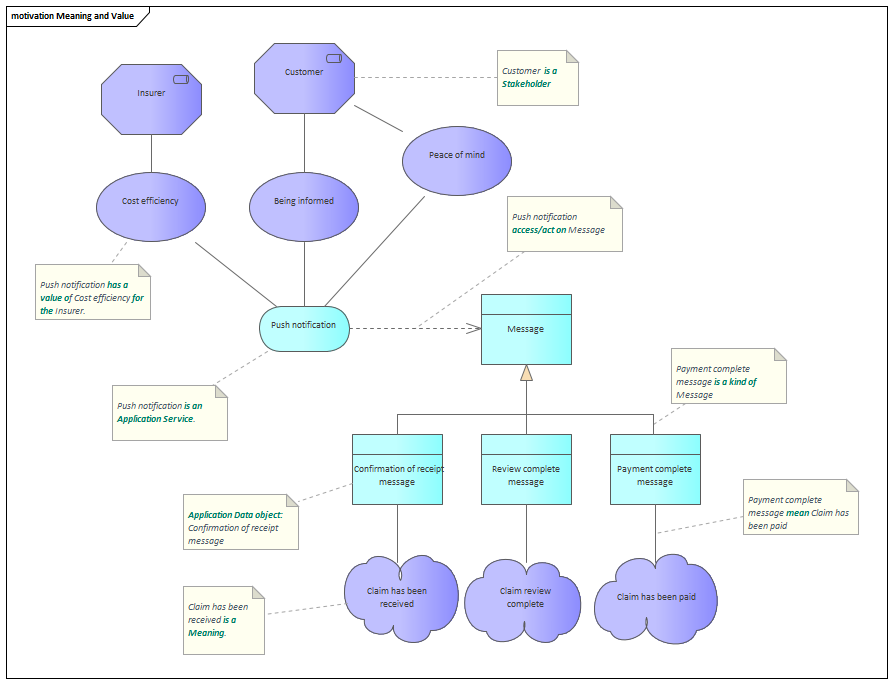 motivation Meaning and Value
Insurer
Customer
Customer is a
Stakeholder
Peace of mind
Cost efficiency
Being informed
Push notification
access/act on Message
Push notification has a
value of Cost efficiency for
the Insurer.
Push notification
Message
Payment complete
message is a kind of
Message
Push notification is an
Application Service.
Confirmation of receipt
message
Review complete
message
Payment complete
message
Application Data object:
Confirmation of receipt
message
Payment complete
message mean Claim has
been paid
Claim has been
received
Claim review
complete
Claim has been paid
Claim has been
received is a
Meaning.